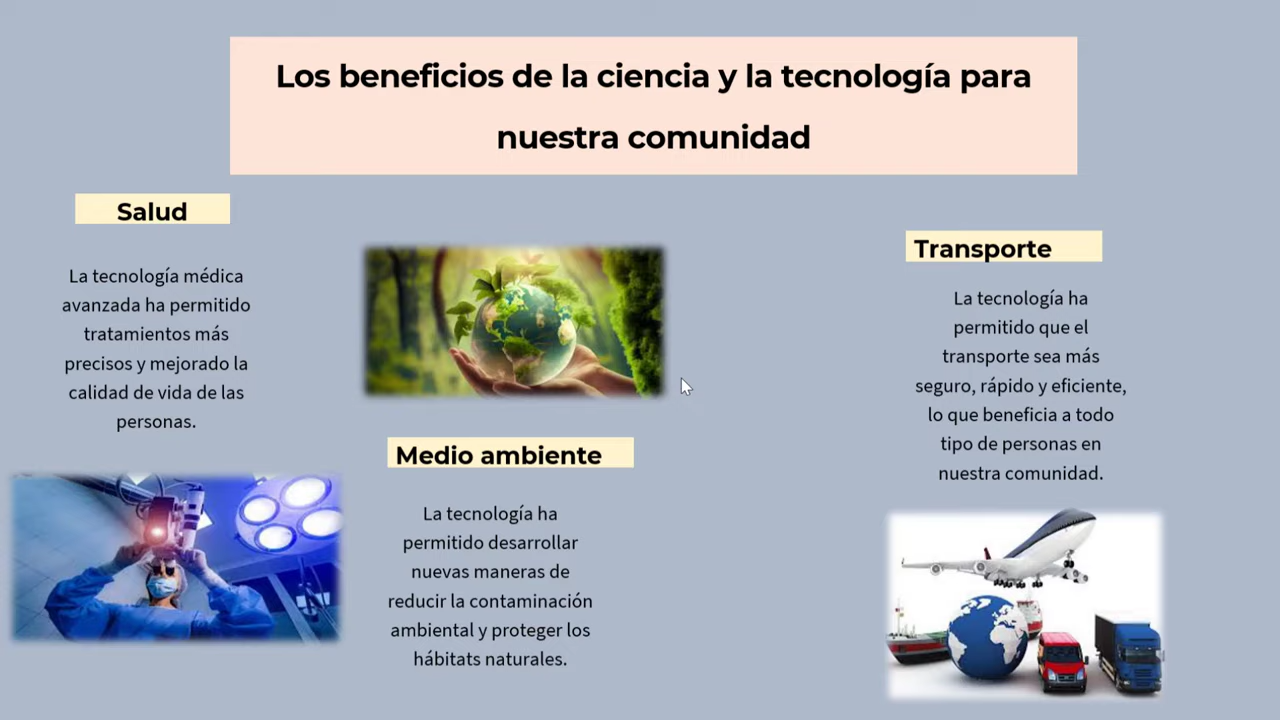 Los beneficios de la ciencia y la tecnología para
nuestra comunidad
Salud
La tecnología médica
avanzada ha permitido
tratamientos más
precisos y mejorado la
calidad de vida de las
personas.
Medio ambiente
La tecnología ha
permitido desarrollar
nuevas maneras de
reducir la contaminación
ambiental y proteger los
hábitats naturales.
Transporte
La tecnología ha
permitido que el
transporte sea más
seguro, rápido y eficiente,
lo que beneficia a todo
tipo de personas en
nuestra comunidad.